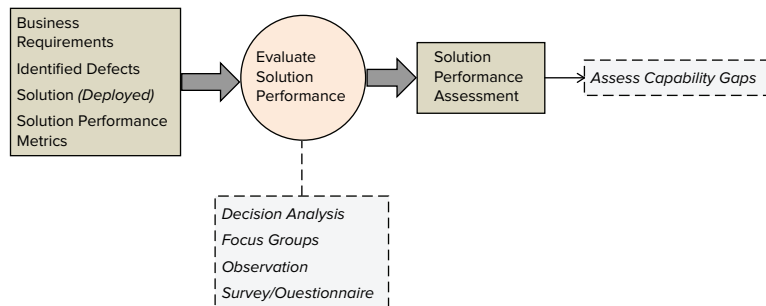 Business
Requirements
Identified Defects
Solution (Deployed)
Solution Performance
Metrics
Evaluate
Solution
Performance
Solution
Performance
Assessment
Assess Capability Gaps
Decision Analysis
Focus Groups
Observation
Survey/Questionnaire